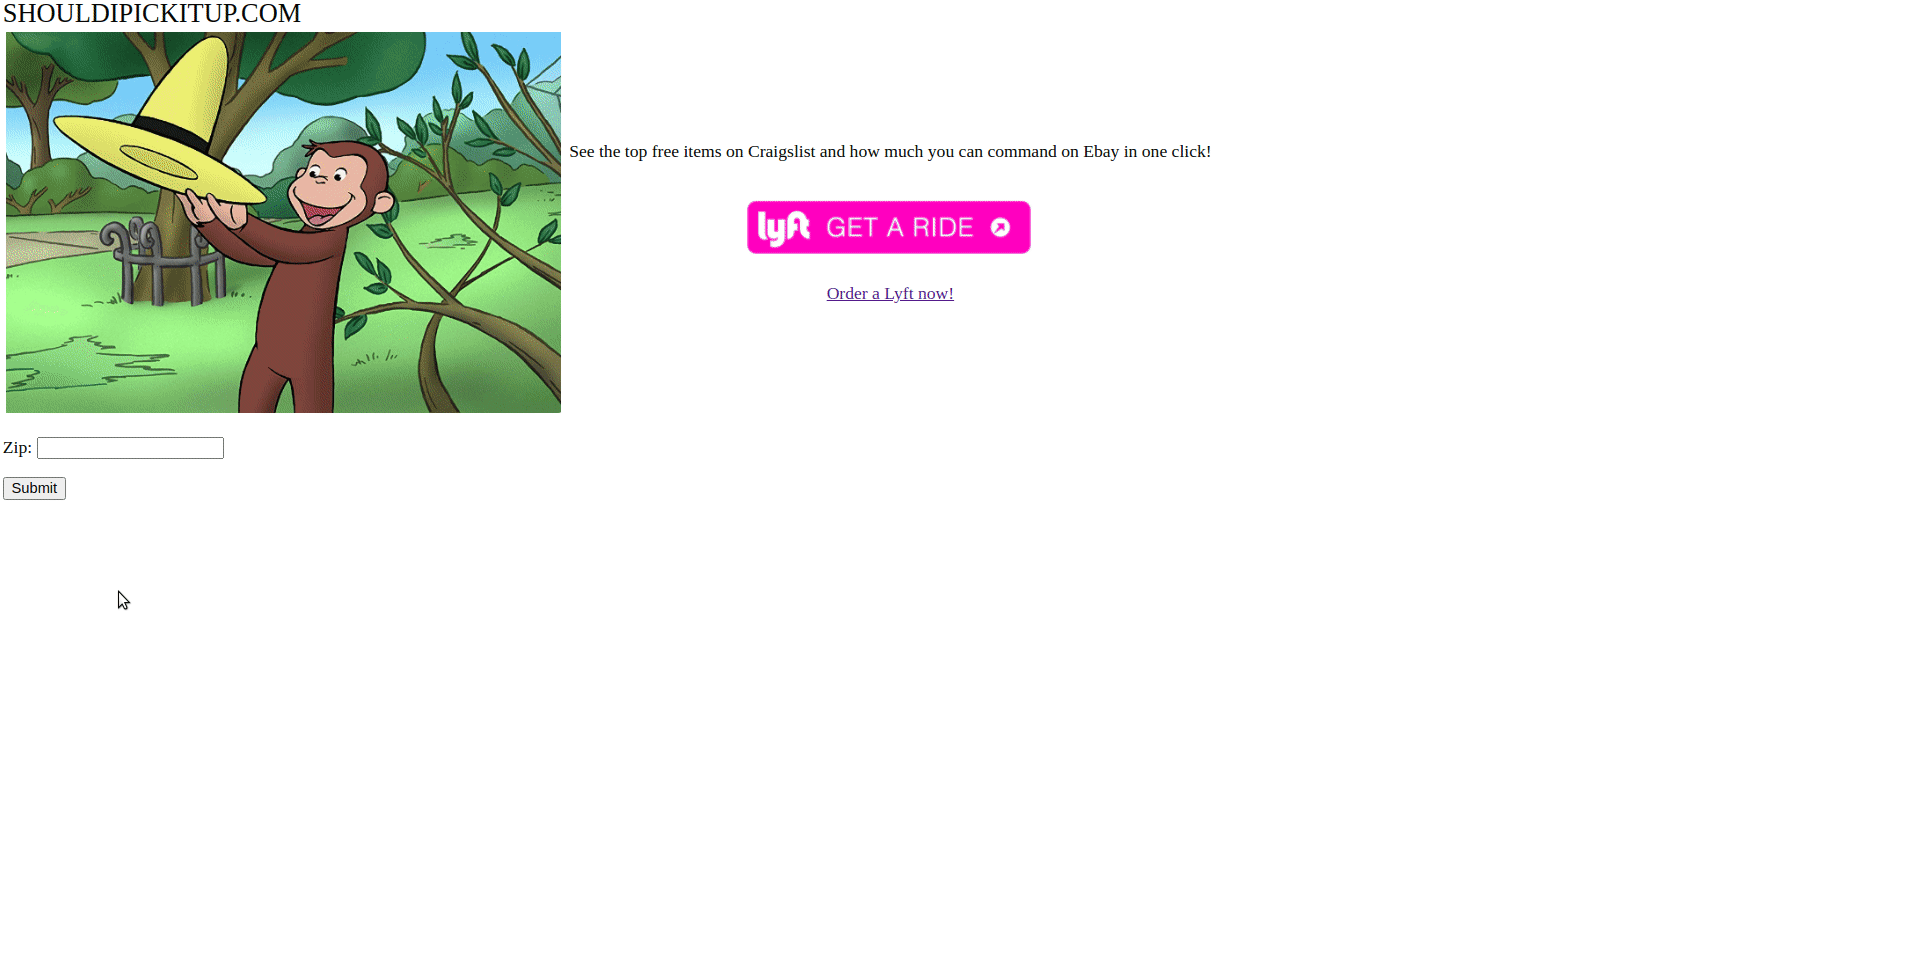 SHOULDIPICKITUP.COM
See the top free items on Craigslist and how much you can command on Ebay in one click!
lyft GET A RIDE
Order a Lyft now!
Zip:
Submit